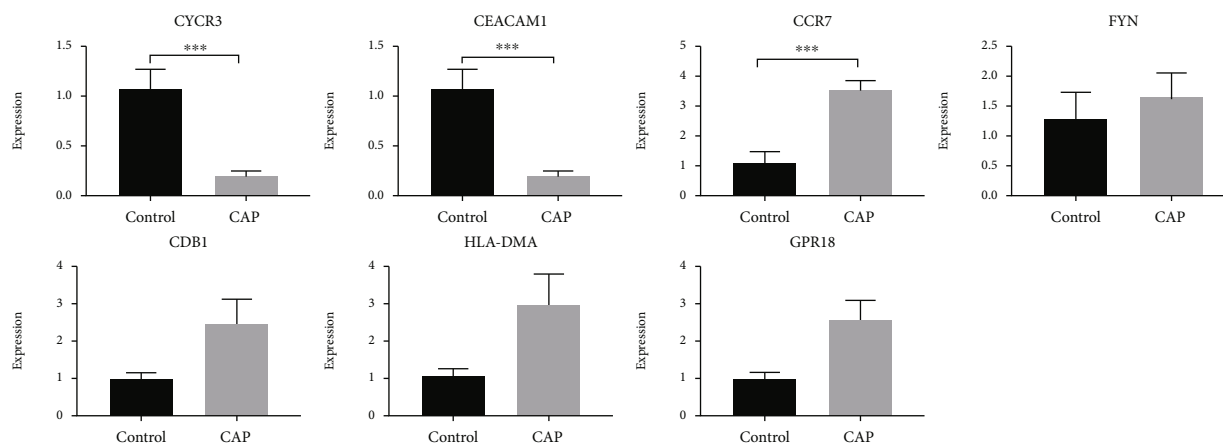 CYCR3
1.5
1.0
0.5
0.0
Expression
***
Control CAP
CEACAM1
1.5
1.0
0.5
0.0
Expression
***
Control CAP
CCR7
5
4
3
2
1
0
Expression
***
Control CAP
FYN
2.5
2.0
1.5
1.0
0.5
0.0
Expression
Control CAP
CDB1
4
3
2
1
0
Expression
Control CAP
HLA-DMA
4
3
2
1
0
Expression
Control CAP
GPR18
4
3
2
1
0
Expression
Control CAP